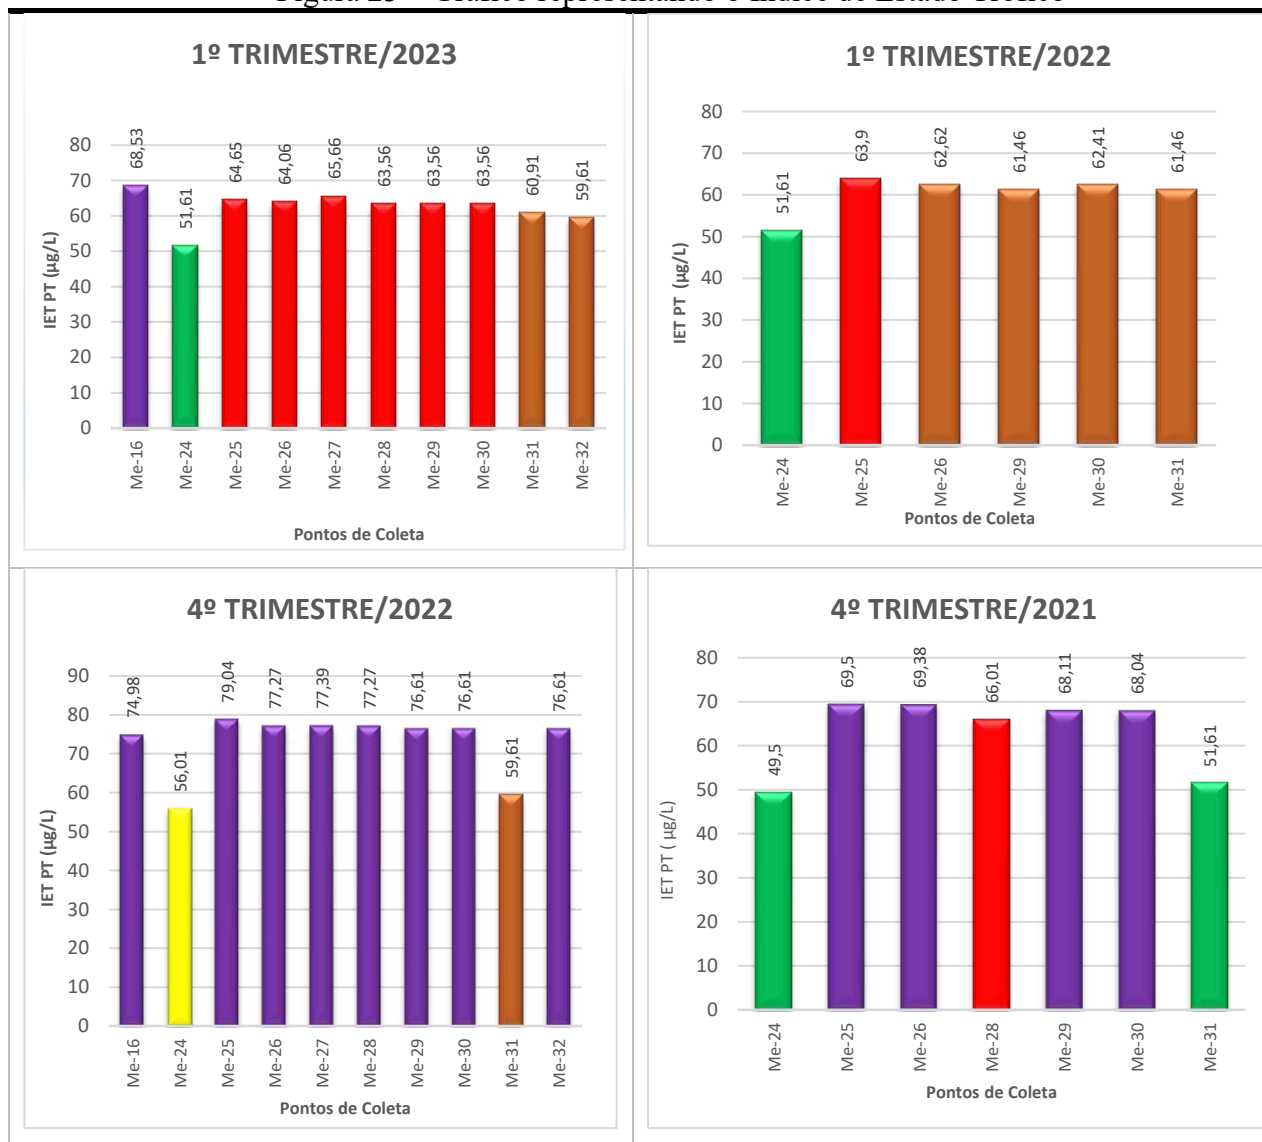 Figura 23 – Gráfico representando o Índice de Estado Trófico
1º TRIMESTRE/2023
IET PT (µg/L)
80
70
60
50
40
30
20
10
0
68,53
51,61
64,65
64,06
65,66
63,56
63,56
63,56
60,91
59,61
Me-16
Me-24
Me-25
Me-26
Me-27
Me-28
Me-29
Me-30
Me-31
Me-32
Pontos de Coleta
1º TRIMESTRE/2022
IET PT (µg/L)
80
70
60
50
40
30
20
10
0
51,61
63,9
62,62
61,46
62,41
61,46
Me-24
Me-25
Me-26
Me-29
Me-30
Me-31
Pontos de Coleta
4º TRIMESTRE/2022
IET PT (µg/L)
90
80
70
60
50
40
30
20
10
0
74,98
56,01
79,04
77,27
77,39
77,27
76,61
76,61
59,61
76,61
Me-16
Me-24
Me-25
Me-26
Me-27
Me-28
Me-29
Me-30
Me-31
Me-32
Pontos de Coleta
4º TRIMESTRE/2021
IET PT ( µg/L)
80
70
60
50
40
30
20
10
0
49,5
69,5
69,38
66,01
68,11
68,04
51,61
Me-24
Me-25
Me-26
Me-28
Me-29
Me-30
Me-31
Pontos de Coleta